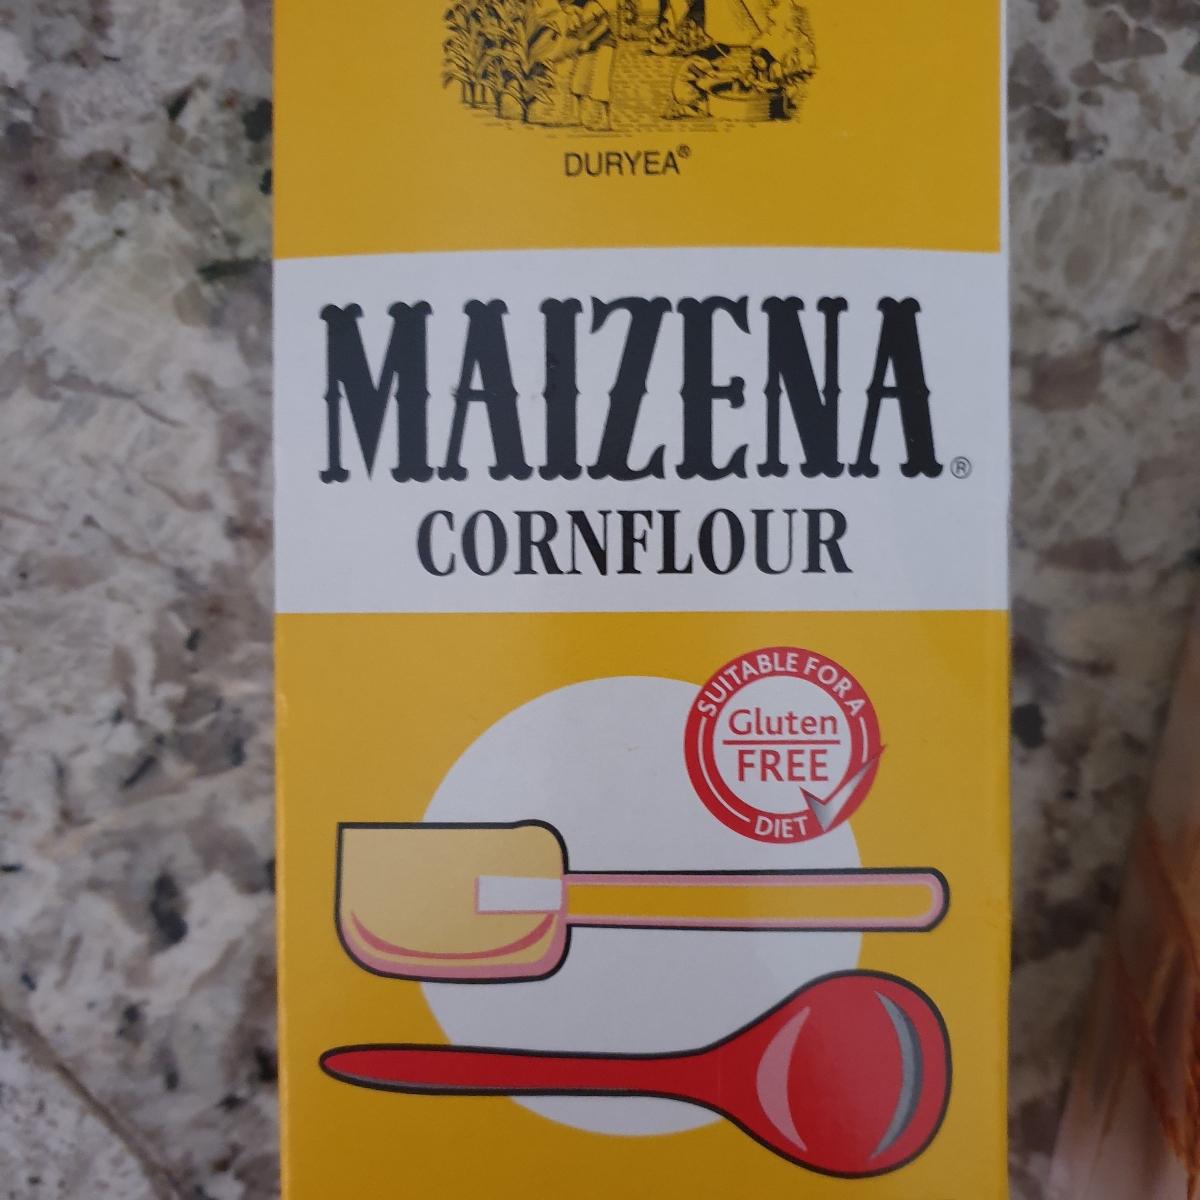 DURYEA®
MAIZENA®
CORNFLOUR
SUITABLE FOR A
Gluten
FREE
DIET